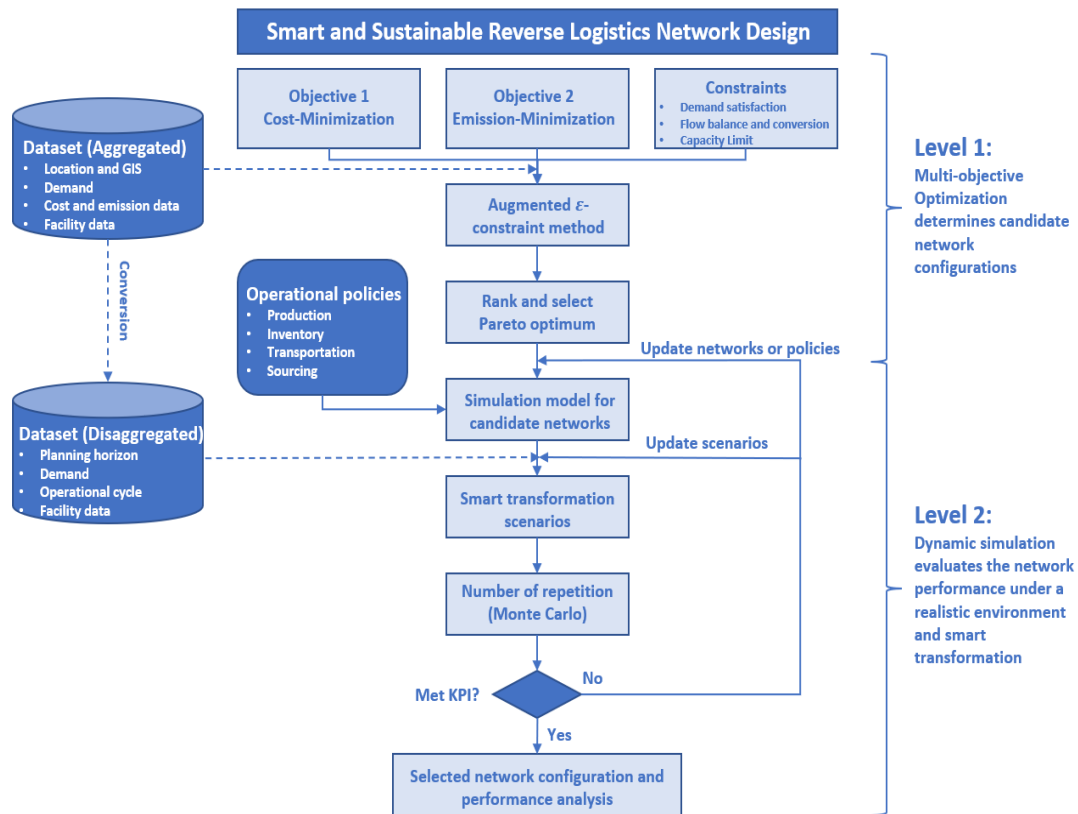 Smart and Sustainable Reverse Logistics Network Design
Objective 1
Cost-Minimization
Objective 2
Emission-Minimization
Constraints
• Demand satisfaction
• Flow balance and conversion
• Capacity Limit
Dataset (Aggregated)
• Location and GIS
• Demand
• Cost and emission data
• Facility data
Level 1:
Multi-objective
Optimization
determines candidate
network
configurations
Augmented ε-
constraint method
Conversion
Operational policies
• Production
• Inventory
• Transportation
• Sourcing
Rank and select
Pareto optimum
Update networks or policies
Simulation model for
candidate networks
Update scenarios
Dataset (Disaggregated)
• Planning horizon
• Demand
• Operational cycle
• Facility data
Smart transformation
scenarios
Level 2:
Dynamic simulation
evaluates the network
performance under a
realistic environment
and smart
transformation
Number of repetition
(Monte Carlo)
Met KPI?
No
Yes
Selected network configuration and
performance analysis